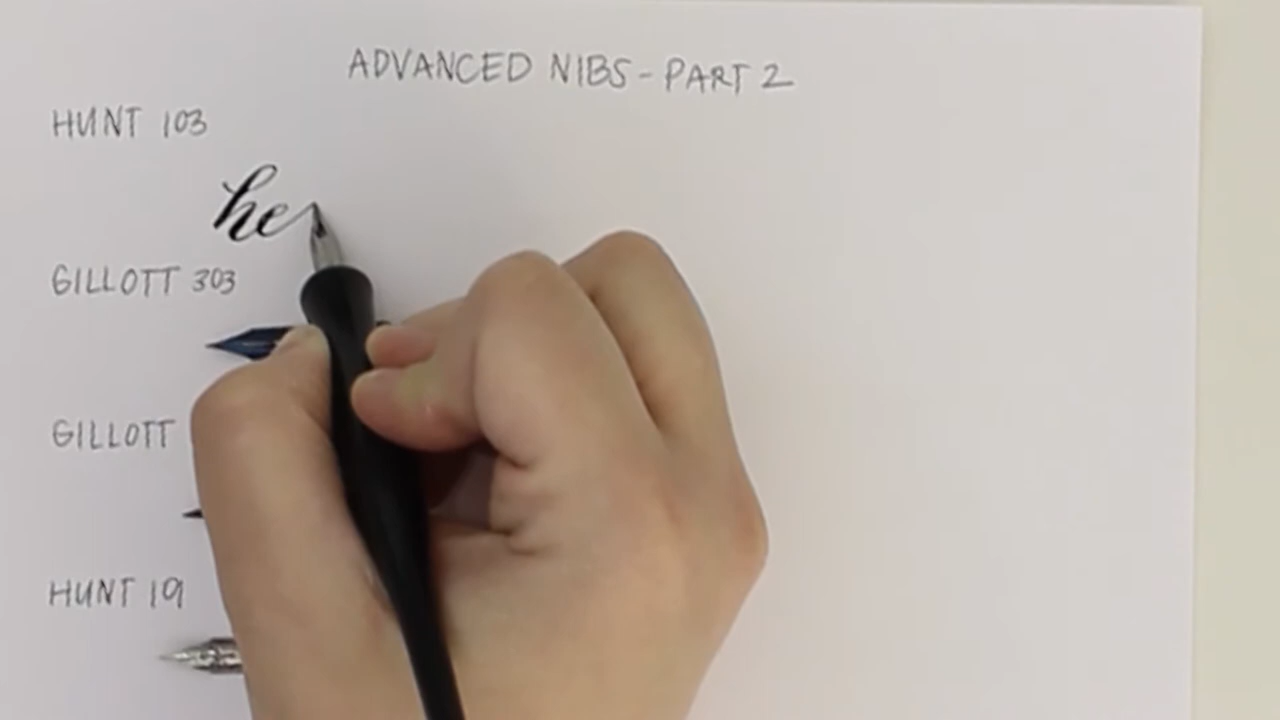 ADVANCED NIBS - PART 2
HUNT 103
he
GILLOTT 303
GILLOTT
HUNT 19